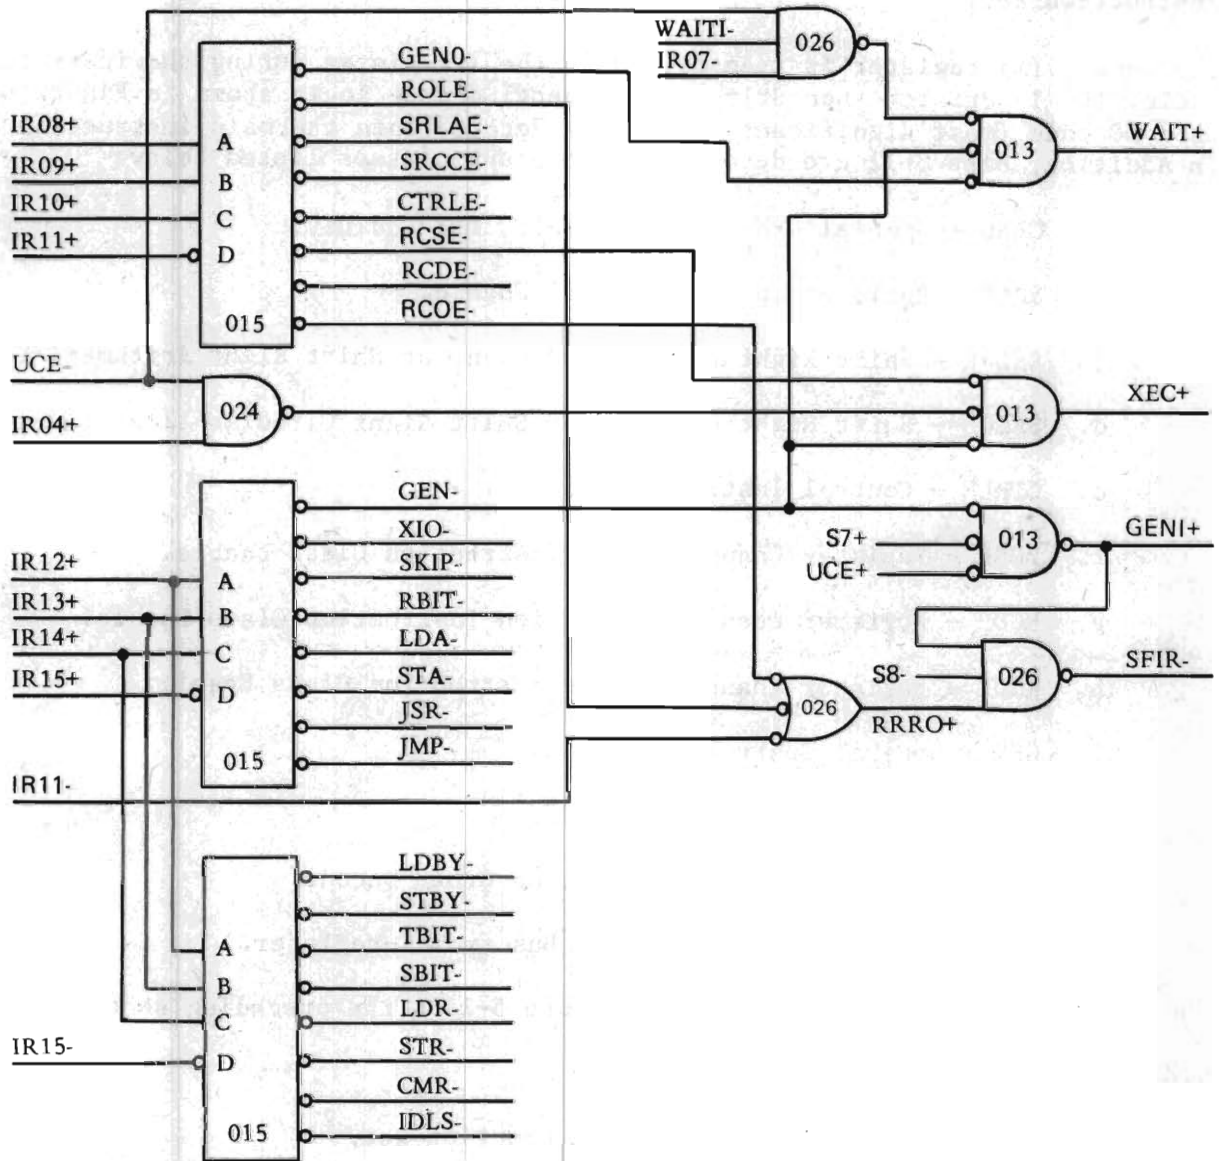 WAITI-
IR07-
026
GEN0-
ROLE-
SRLAE-
SRCCE-
CTRLE-
RCSE-
RCDE-
RCOE-
IR08+
IR09+
IR10+
IR11+
A
B
C
D
015
013
WAIT+
UCE-
IR04+
024
013
XEC+
GEN-
XIO-
SKIP-
RBIT-
LDA-
STA-
JSR-
JMP-
IR12+
IR13+
IR14+
IR15+
A
B
C
D
015
S7+
UCE+
013
GENI+
S8-
026
SFIR-
026
RRRO+
IR11-
LDBY-
STBY-
TBIT-
SBIT-
LDR-
STR-
CMR-
IDLS-
A
B
C
D
IR15-
015